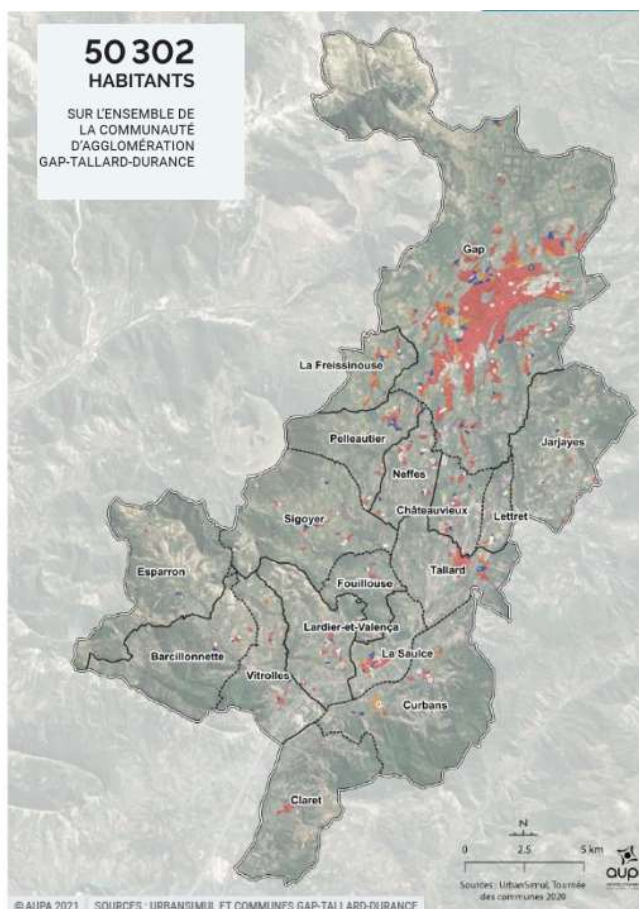 50 302
HABITANTS
SUR L'ENSEMBLE DE
LA COMMUNAUTÉ
D'AGGLOMÉRATION
GAP-TALLARD-DURANCE
Gap
La Freissinouse
Pelleautier
Jarjayes
Neffes
Châteauvieux
Lettret
Sigoyer
Esparron
Tallard
Fouillouse
Lardier-et-Valença
Barcillonnette
La Saulce
Vitrolles
Curbans
Claret
N
0 2.5 5 km
Sources : UrbanSimul, Tournée
des communes 2020
aupa
© AUPA 2021 | SOURCES : URBANSIMUL ET COMMUNES GAP-TALLARD-DURANCE